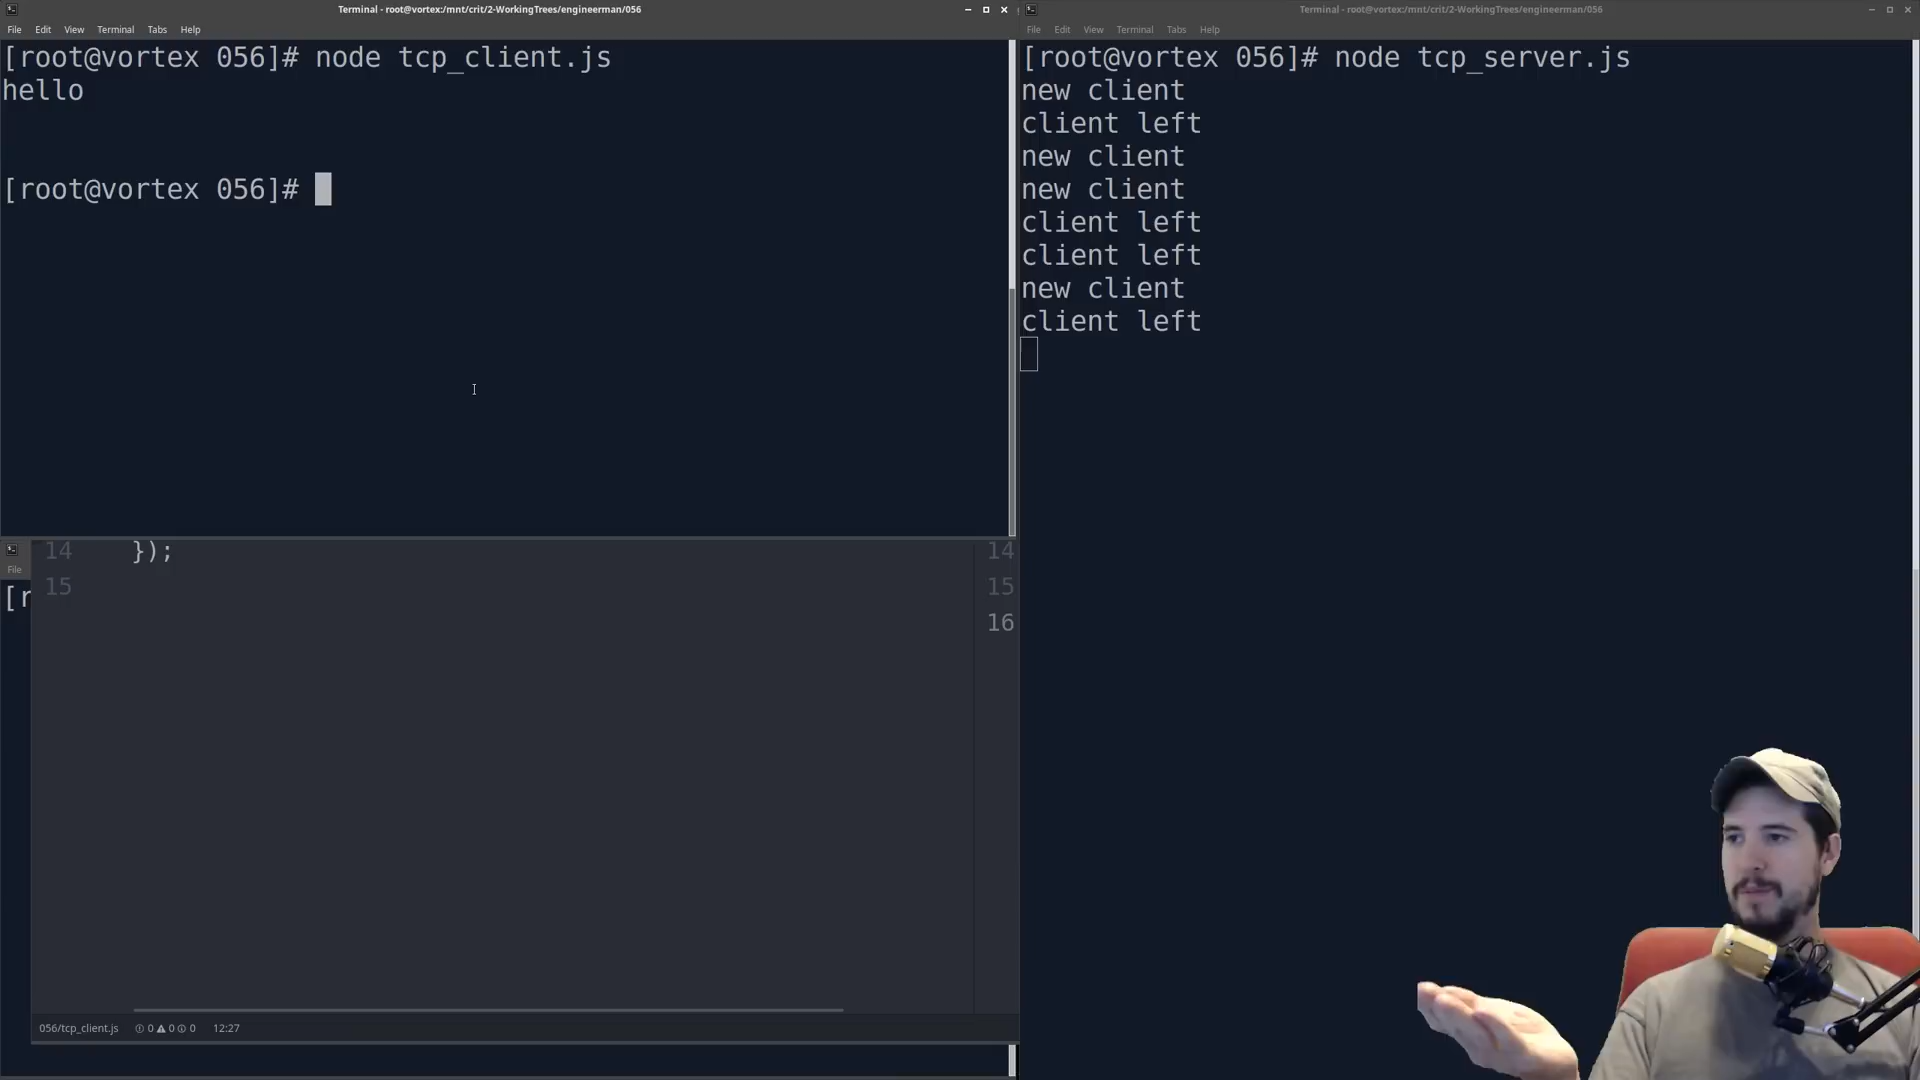 Terminal - root@vortex:/mnt/crit/2-WorkingTrees/engineerman/056
File Edit View Terminal Tabs Help
[root@vortex 056]# node tcp_client.js
hello
[root@vortex 056]#
Terminal - root@vortex:/mnt/crit/2-WorkingTrees/engineerman/056
File Edit View Terminal Tabs Help
[root@vortex 056]# node tcp_server.js
new client
client left
new client
new client
client left
client left
new client
client left
File
[r
14 });
15
14
15
16
056/tcp_client.js 0 0 0 12:27